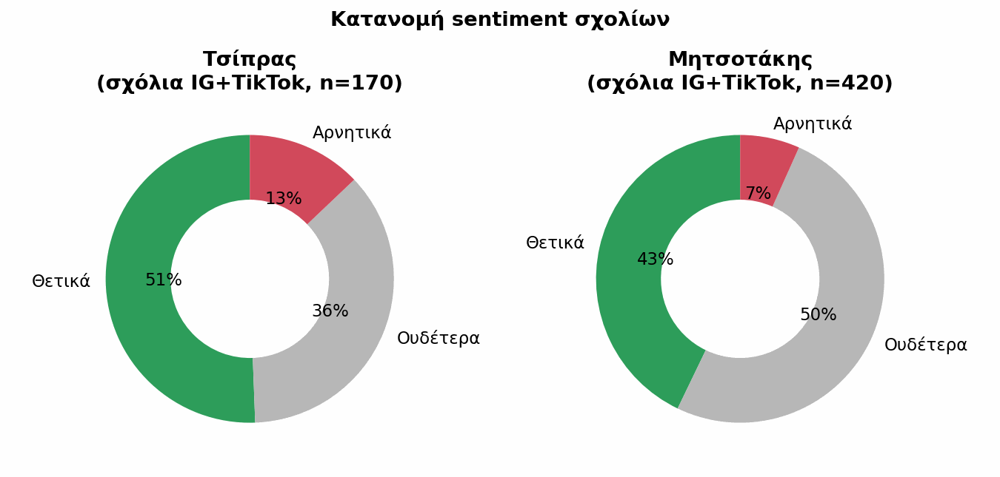 Κατανομή sentiment σχολίων
Τσίπρας
(σχόλια IG+TikTok, n=170)
Αρνητικά
13%
Θετικά
51%
36%
Ουδέτερα
Μητσοτάκης
(σχόλια IG+TikTok, n=420)
Αρνητικά
7%
Θετικά
43%
50%
Ουδέτερα